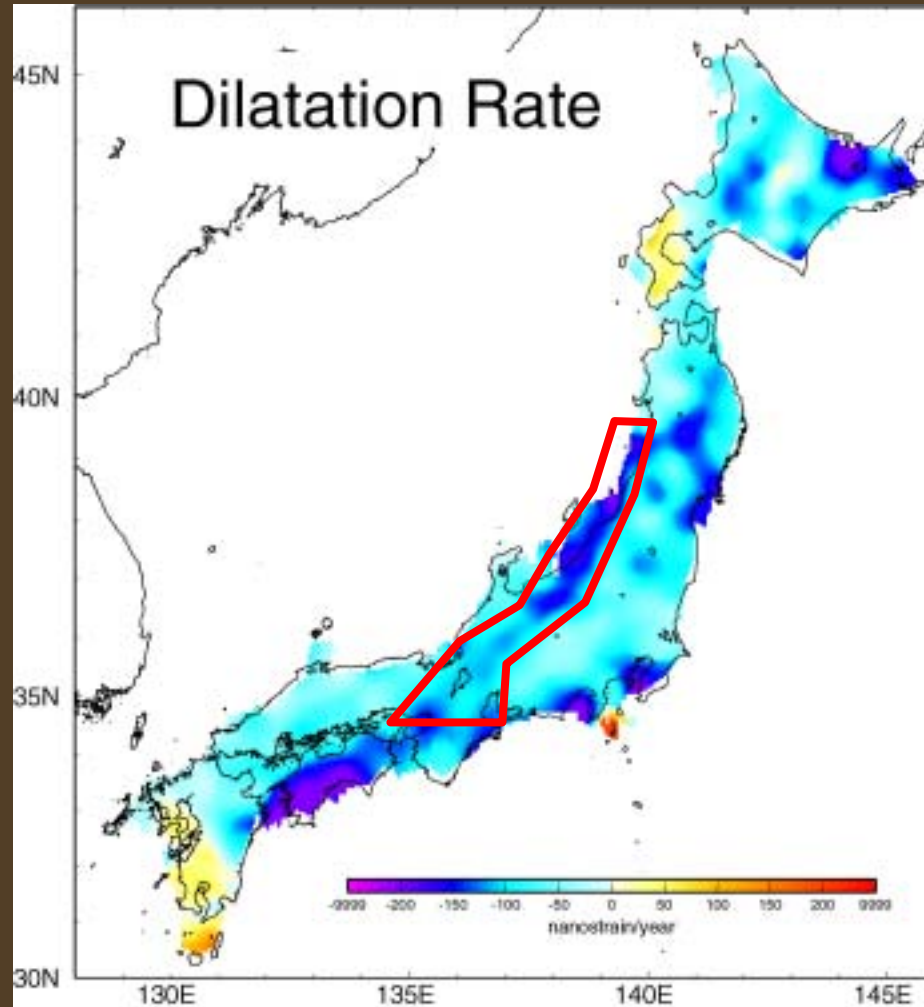 45N
Dilatation Rate
40N
35N
-9999 -200 -150 -100 -50 0 50 100 150 200 9999
nanostrain/year
30N
130E 135E 140E 145E